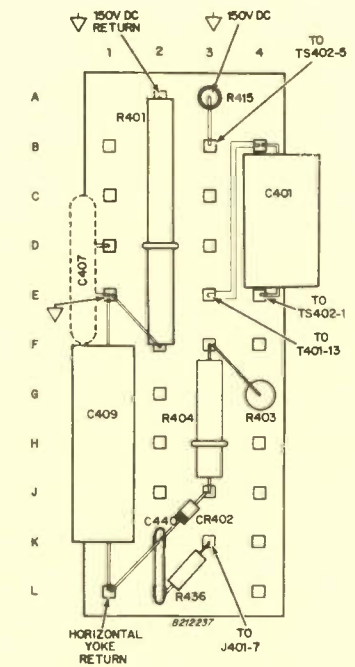 150V DC
RETURN
150V DC
TO
TS402-5
1 2 3 4
A
R401
R415
B
C
C401
D
C407
E
TO
TS402-1
TO
T401-13
F
G
C409
R404
R403
H
J
C440
CR402
K
L
R436
B212237
HORIZONTAL
YOKE
RETURN
TO
J401-7